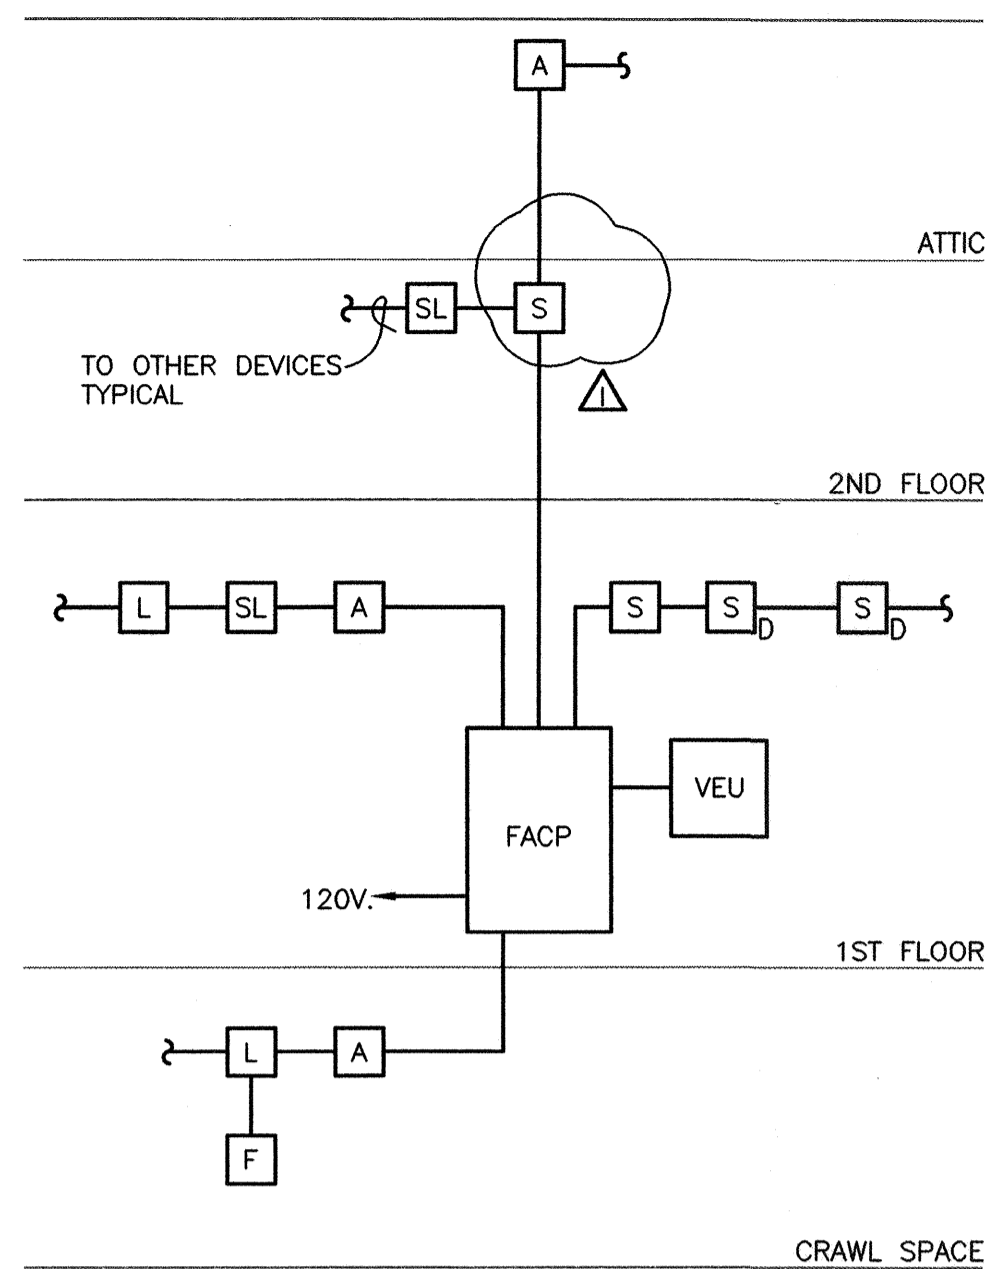 A
ATTIC
SL S
TO OTHER DEVICES
TYPICAL
1
2ND FLOOR
L SL A S S D S D
VEU
FACP
120V.
1ST FLOOR
L A
F
CRAWL SPACE